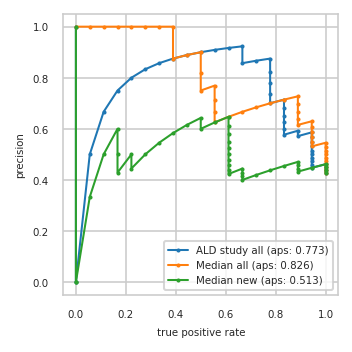 1.0
0.8
0.6
0.4
0.2
0.0
precision
0.0 0.2 0.4 0.6 0.8 1.0
true positive rate
ALD study all (aps: 0.773)
Median all (aps: 0.826)
Median new (aps: 0.513)